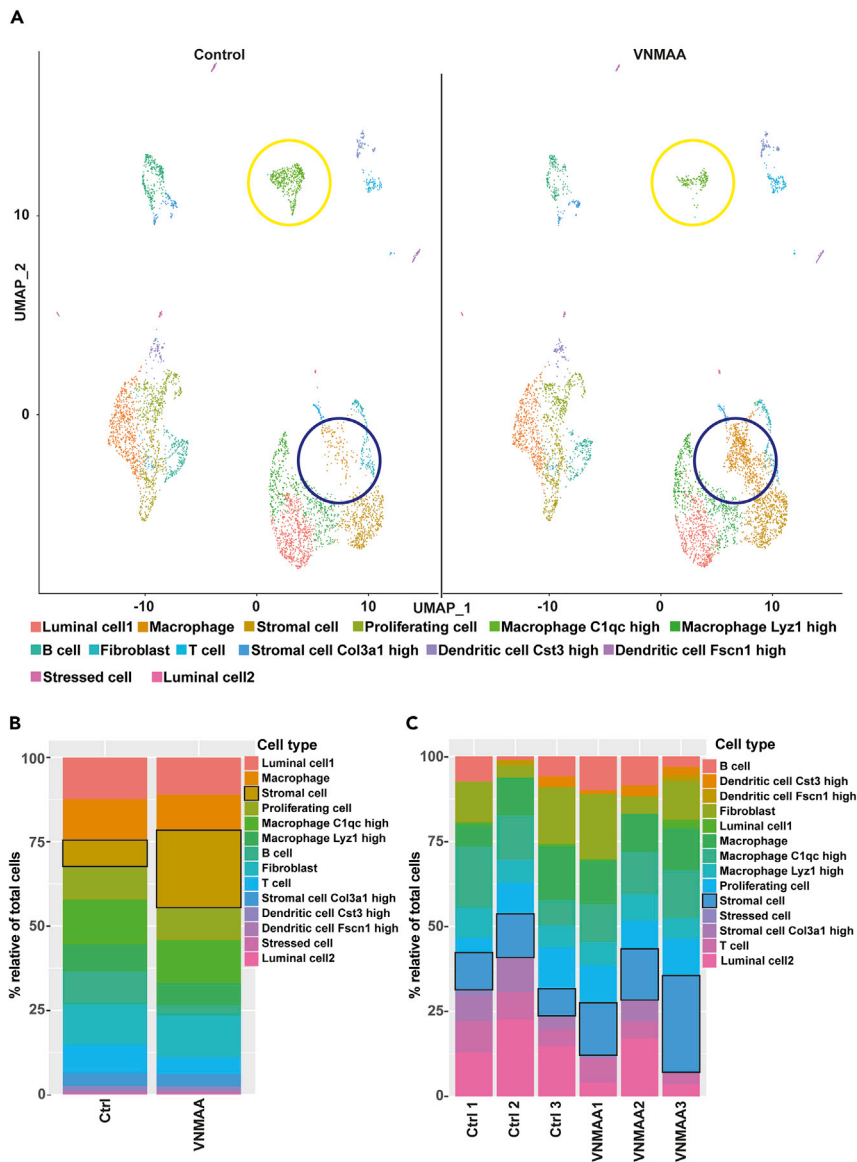 A
Control
VNMAA
10
UMAP_2
0
-10
0
10
-10
0
10
UMAP_1
Luminal cell1 Macrophage Stromal cell Proliferating cell Macrophage C1qc high Macrophage Lyz1 high
B cell Fibroblast T cell Stromal cell Col3a1 high Dendritic cell Cst3 high Dendritic cell Fscn1 high
Stressed cell Luminal cell2
B
% relative of total cells
100
75
50
25
0
Ctrl
VNMAA
Cell type
Luminal cell1
Macrophage
Stromal cell
Proliferating cell
Macrophage C1qc high
Macrophage Lyz1 high
B cell
Fibroblast
T cell
Stromal cell Col3a1 high
Dendritic cell Cst3 high
Dendritic cell Fscn1 high
Stressed cell
Luminal cell2
C
% relative of total cells
100
75
50
25
0
Ctrl 1
Ctrl 2
Ctrl 3
VNMAA1
VNMAA2
VNMAA3
Cell type
B cell
Dendritic cell Cst3 high
Dendritic cell Fscn1 high
Fibroblast
Luminal cell1
Macrophage
Macrophage C1qc high
Macrophage Lyz1 high
Proliferating cell
Stromal cell
Stressed cell
Stromal cell Col3a1 high
T cell
Luminal cell2